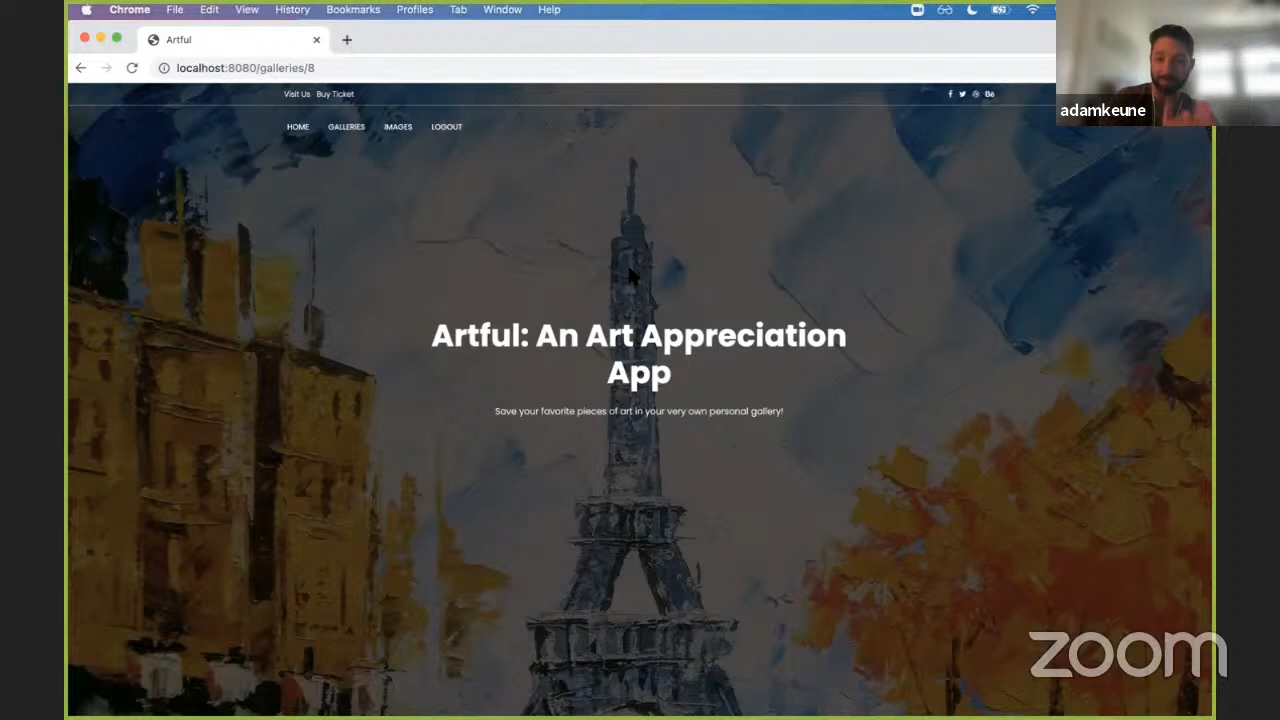 Chrome File Edit View History Bookmarks Profiles Tab Window Help
Artful
localhost:8080/galleries/8
Visit Us Buy Ticket
HOME GALLERIES IMAGES LOGOUT
adamkeune
Artful: An Art Appreciation
App
Save your favorite pieces of art in your very own personal gallery!
zoom